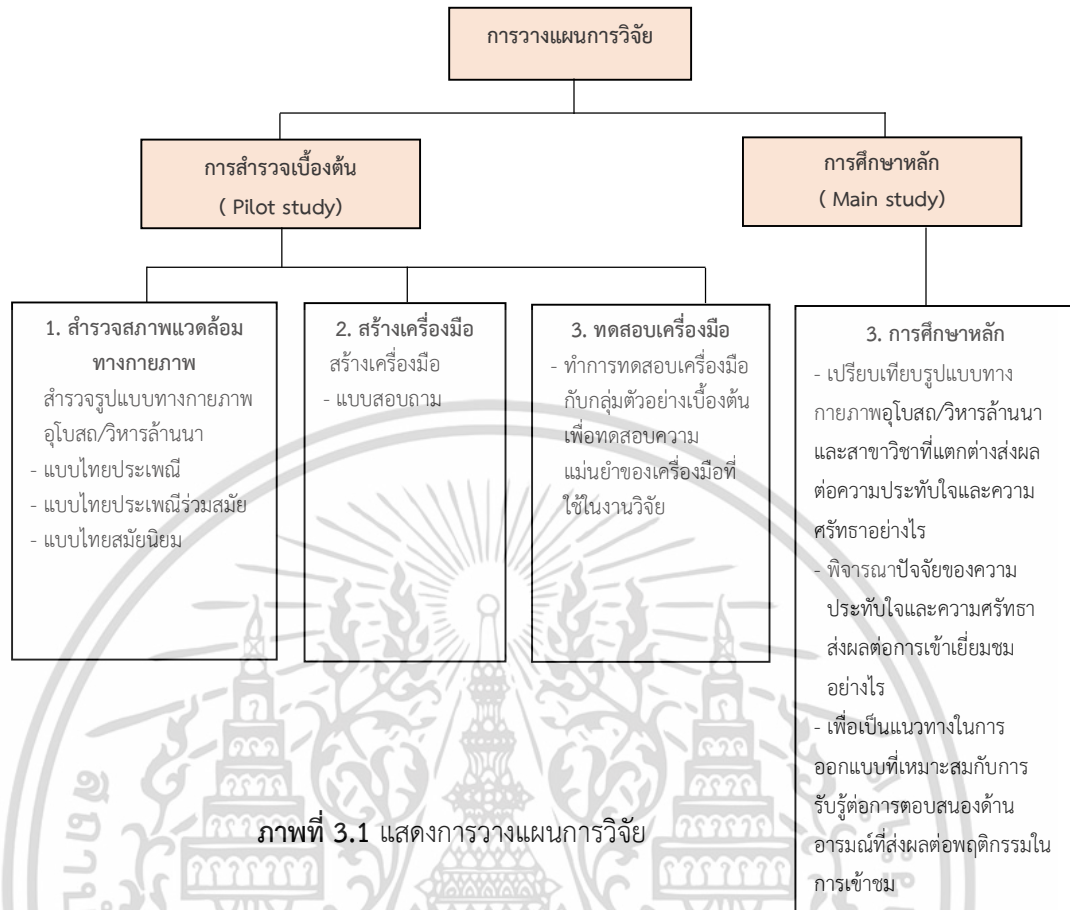 การวางแผนการวิจัย
การสำรวจเบื้องต้น
( Pilot study)
การศึกษาหลัก
( Main study)
1. สำรวจสภาพแวดล้อม
ทางกายภาพ
สำรวจรูปแบบทางกายภาพ
อุโบสถ/วิหารล้านนา
- แบบไทยประเพณี
- แบบไทยประเพณีร่วมสมัย
- แบบไทยสมัยนิยม
2. สร้างเครื่องมือ
สร้างเครื่องมือ
- แบบสอบถาม
3. ทดสอบเครื่องมือ
- ทำการทดสอบเครื่องมือ
กับกลุ่มตัวอย่างเบื้องต้น
เพื่อทดสอบความ
แม่นยำของเครื่องมือที่
ใช้ในงานวิจัย
3. การศึกษาหลัก
- เปรียบเทียบรูปแบบทาง
กายภาพอุโบสถ/วิหารล้านนา
และสาขาวิชาที่แตกต่างส่งผล
ต่อความประทับใจและความ
ศรัทธาอย่างไร
- พิจารณาปัจจัยของความ
ประทับใจและความศรัทธา
ส่งผลต่อการเข้าเยี่ยมชม
อย่างไร
- เพื่อเป็นแนวทางในการ
ออกแบบที่เหมาะสมกับการ
รับรู้ต่อการตอบสนองด้าน
อารมณ์ที่ส่งผลต่อพฤติกรรมใน
การเข้าชม
ภาพที่ 3.1 แสดงการวางแผนการวิจัย